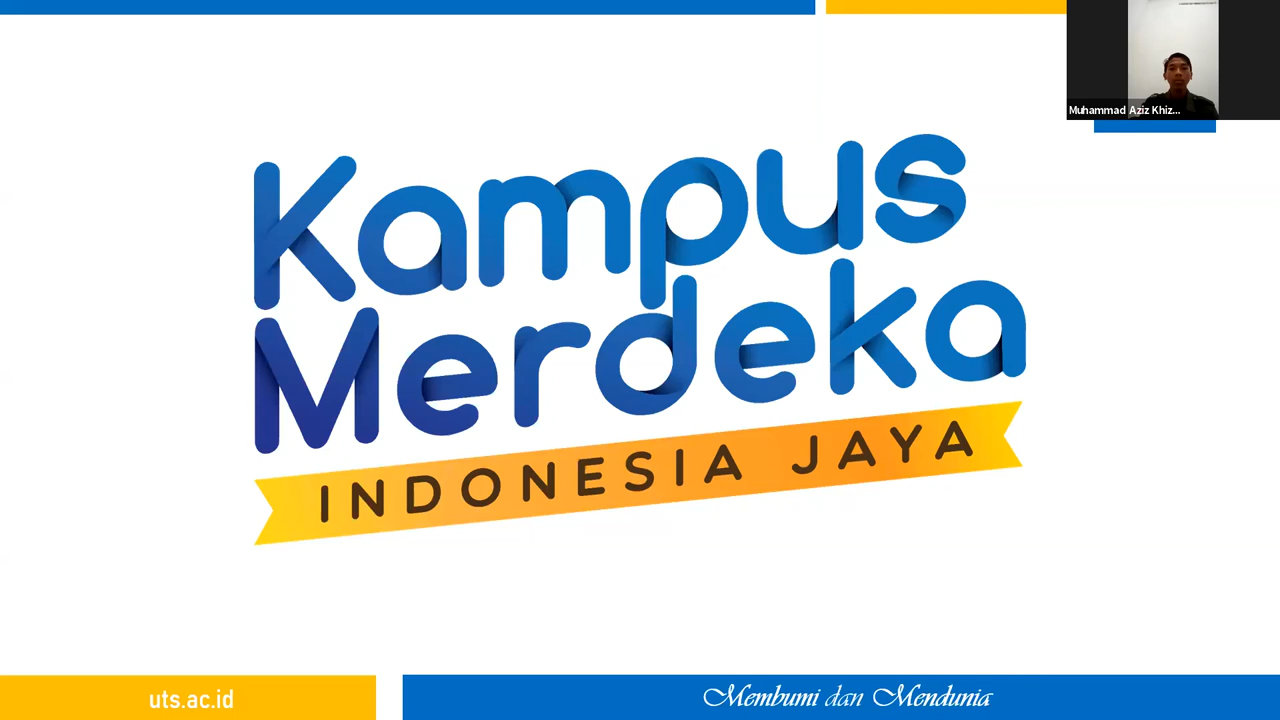 Muhammad Aziz Khiz...
Kampus
Merdeka
INDONESIA JAYA
uts.ac.id
Membumi dan Mendunia